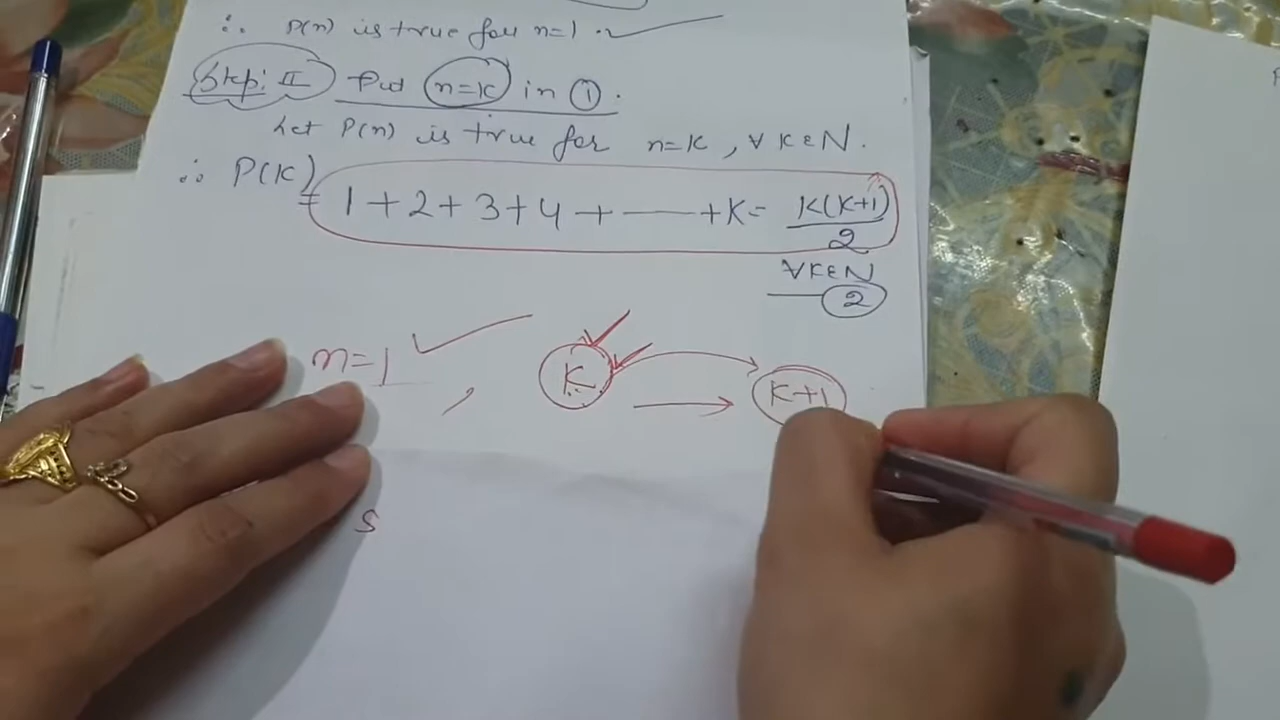 ∴ P(n) is true for n=1.
Step: II Put n=K in ①.
Let P(n) is true for n=K, ∀ K∈N.
∴ P(K)
= 1+2+3+4+——+K= K(K+1)/2
∀K∈N
—②
n=1 K K+1
S